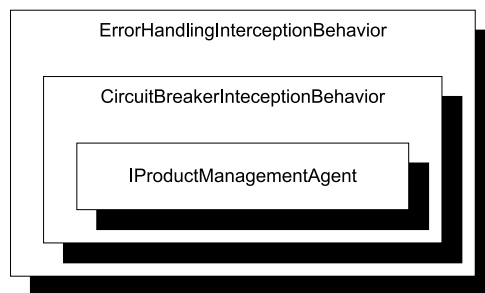 ErrorHandlingInterceptionBehavior
CircuitBreakerInteceptionBehavior
IProductManagementAgent